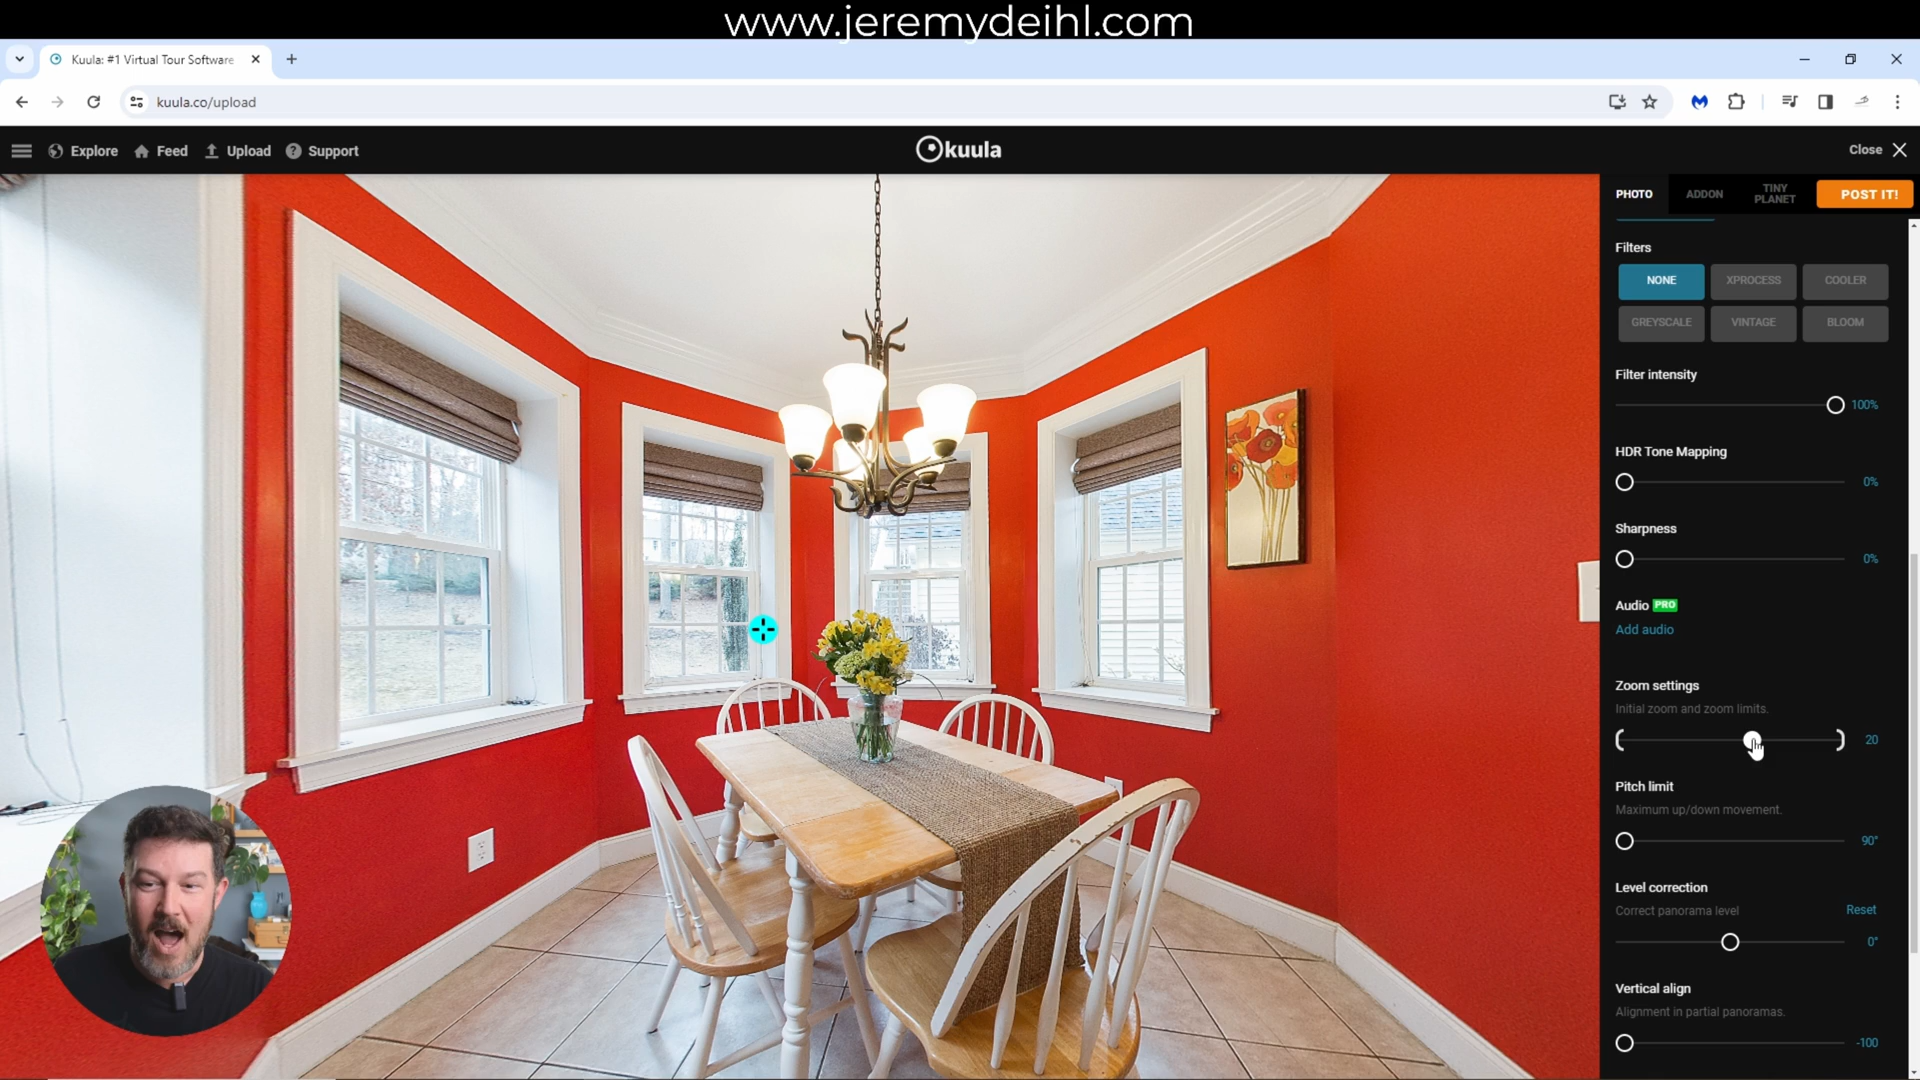 www.jeremydeihl.com
Kuula: #1 Virtual Tour Software
kuula.co/upload
Explore Feed Upload ? Support
kuula
Close
PHOTO ADDON TINY PLANET POST IT!
Filters
NONE XPROCESS COOLER
GREYSCALE VINTAGE BLOOM
Filter intensity
100%
HDR Tone Mapping
0%
Sharpness
0%
Audio PRO
Add audio
Zoom settings
Initial zoom and zoom limits.
20
Pitch limit
Maximum up/down movement.
90°
Level correction
Correct panorama level Reset
0°
Vertical align
Alignment in partial panoramas.
-100